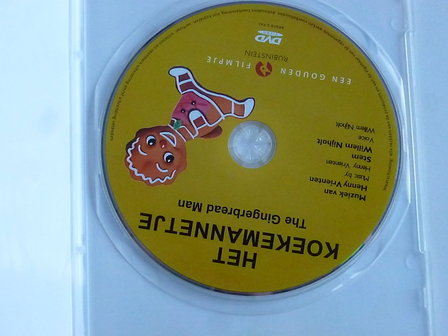 HET
KOEKEMANNETJE
The Gingerbread Man
Muziek van
Henny Vrienten
Music by
Henny Vrienten
Stem
Willem Nijholt
Voice
Willem Nijholt
EEN GOUDEN FILMPJE
RUBINSTEIN
DVD
VIDEO